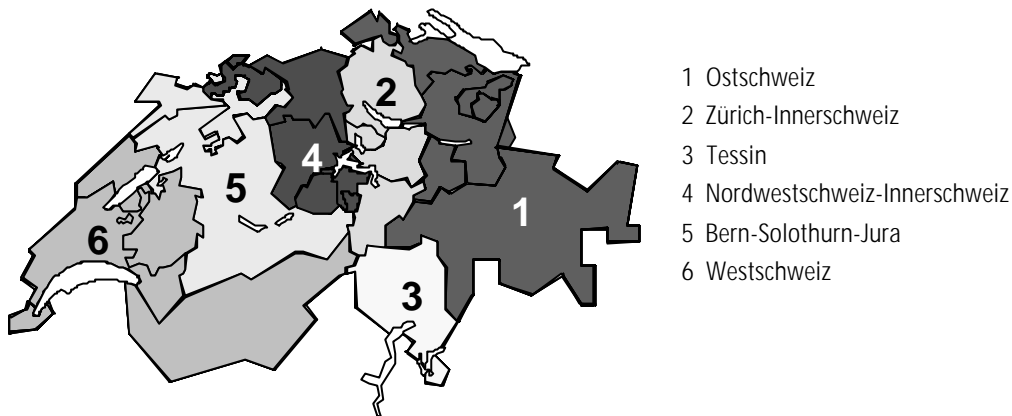 2
4
5
1
6
3
1 Ostschweiz
2 Zürich-Innerschweiz
3 Tessin
4 Nordwestschweiz-Innerschweiz
5 Bern-Solothurn-Jura
6 Westschweiz